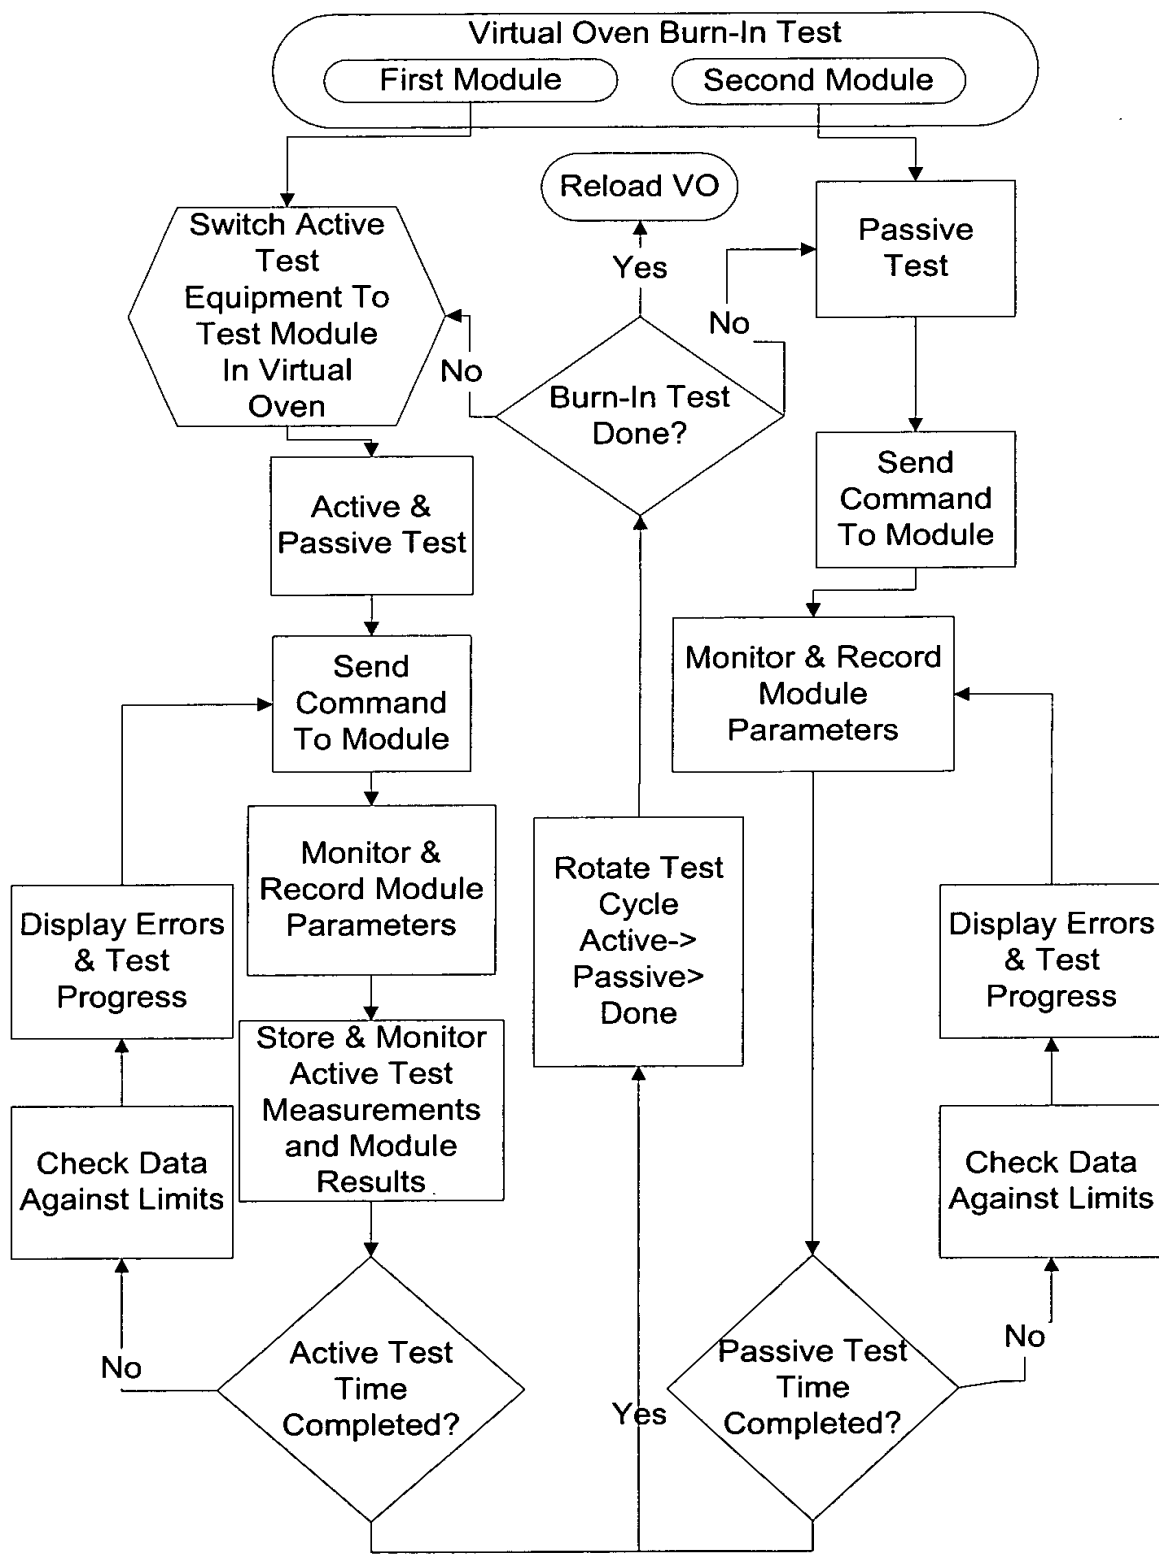 Virtual Oven Burn-In Test
First Module
Second Module
Reload VO
Switch Active
Test
Equipment To
Test Module
In Virtual
Oven
Passive
Test
Yes
No
No
Burn-In Test
Done?
Active &
Passive Test
Send
Command
To Module
Send
Command
To Module
Monitor & Record
Module
Parameters
Monitor &
Record Module
Parameters
Rotate Test
Cycle
Active->
Passive>
Done
Display Errors
& Test
Progress
Display Errors
& Test
Progress
Store & Monitor
Active Test
Measurements
and Module
Results
Check Data
Against Limits
Check Data
Against Limits
No
Active Test
Time
Completed?
Yes
Passive Test
Time
Completed?
No